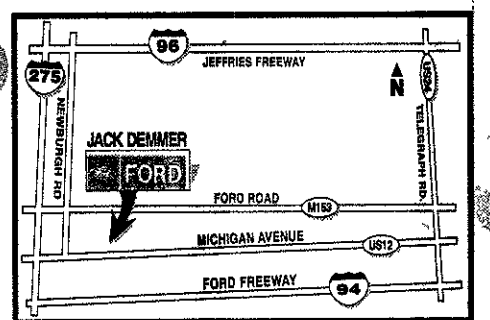 96
JEFFRIES FREEWAY
275
US24
N
NEWBURGH RD
TELEGRAPH RD.
JACK DEMMER
FORD
FORD ROAD
M153
MICHIGAN AVENUE
US12
FORD FREEWAY
94